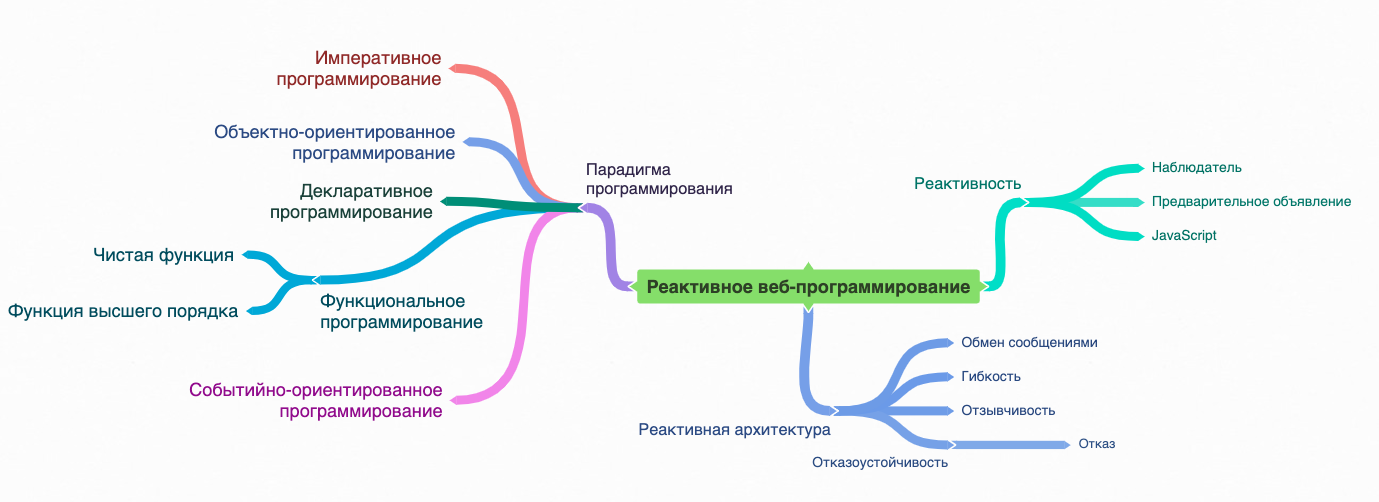 Императивное
программирование
Объектно-ориентированное
программирование
Декларативное
программирование
Чистая функция
Функция высшего порядка
Функциональное
программирование
Событийно-ориентированное
программирование
Парадигма
программирования
Реактивное веб-программирование
Реактивность
Наблюдатель
Предварительное объявление
JavaScript
Реактивная архитектура
Обмен сообщениями
Гибкость
Отзывчивость
Отказоустойчивость
Отказ